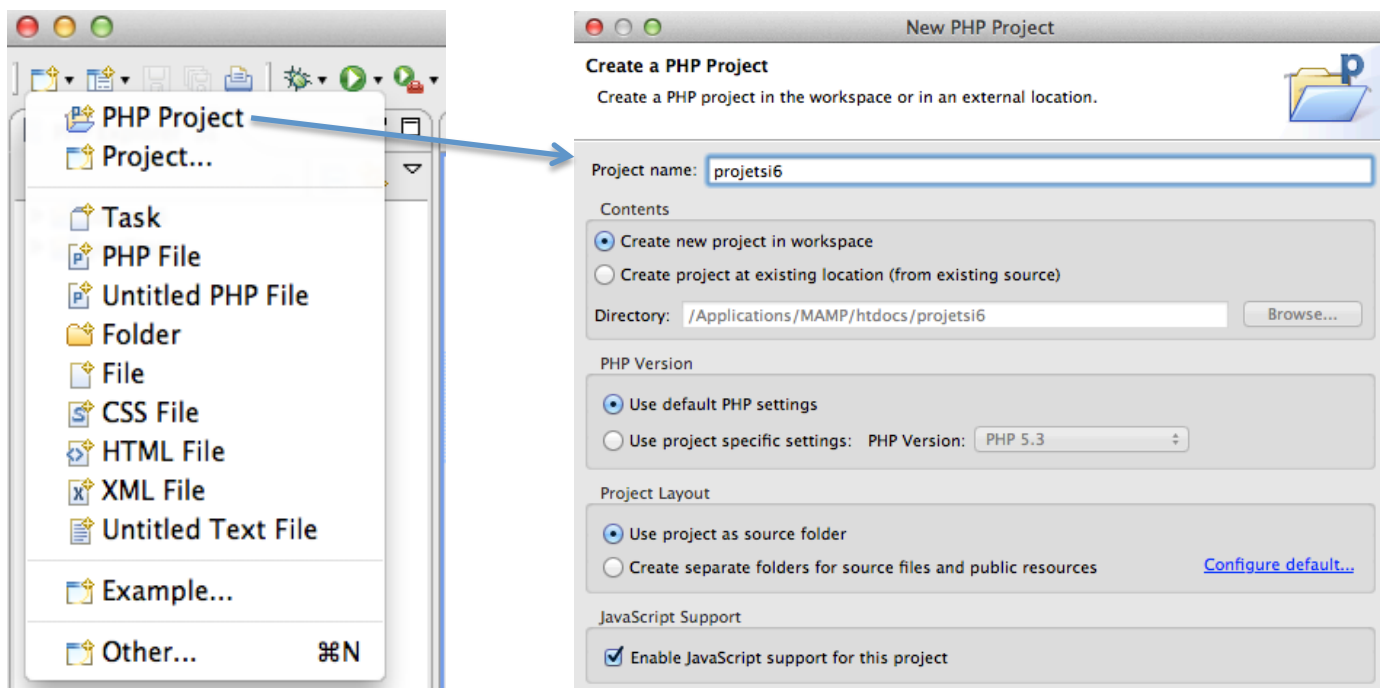 PHP Project
Project...
Task
PHP File
Untitled PHP File
Folder
File
CSS File
HTML File
XML File
Untitled Text File
Example...
Other... ⌘N
New PHP Project
Create a PHP Project
Create a PHP project in the workspace or in an external location.
Project name: projetsi6
Contents
Create new project in workspace
Create project at existing location (from existing source)
Directory: /Applications/MAMP/htdocs/projetsi6 Browse...
PHP Version
Use default PHP settings
Use project specific settings: PHP Version: PHP 5.3
Project Layout
Use project as source folder
Create separate folders for source files and public resources Configure default...
JavaScript Support
Enable JavaScript support for this project